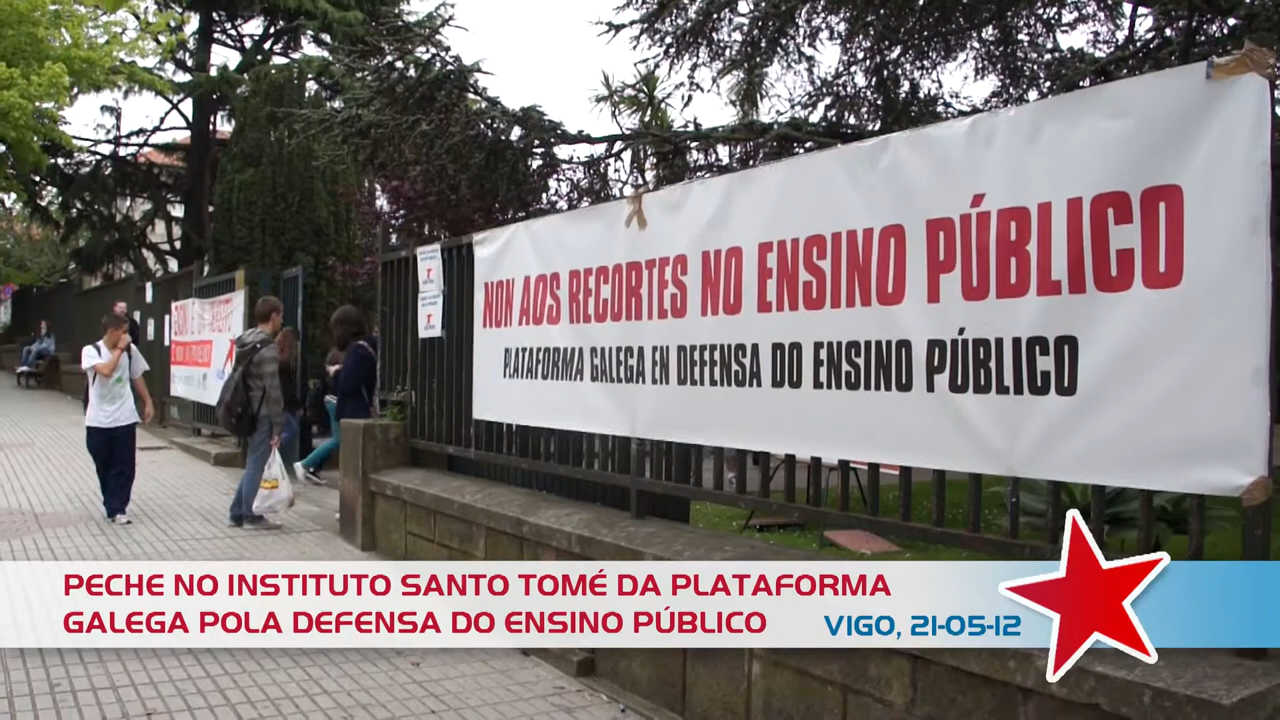 NON AOS RECORTES NO ENSINO PÚBLICO
PLATAFORMA GALEGA EN DEFENSA DO ENSINO PÚBLICO
PECHE NO INSTITUTO SANTO TOMÉ DA PLATAFORMA
GALEGA POLA DEFENSA DO ENSINO PÚBLICO
VIGO, 21-05-12